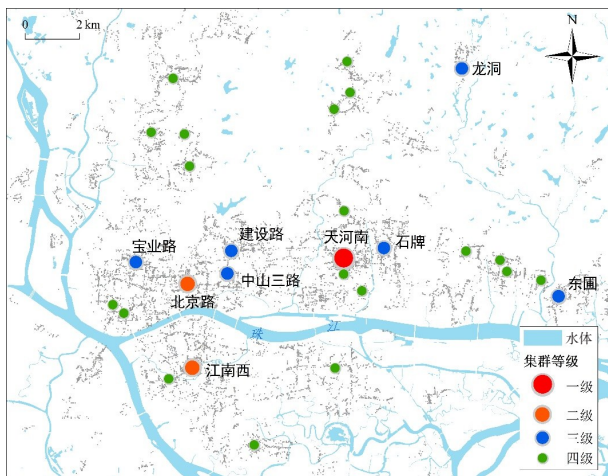 0
2 km
N
龙洞
建设路
天河南
石牌
宝业路
中山三路
北京路
东圃
珠
江
水体
集群等级
江南西
一级
二级
三级
四级